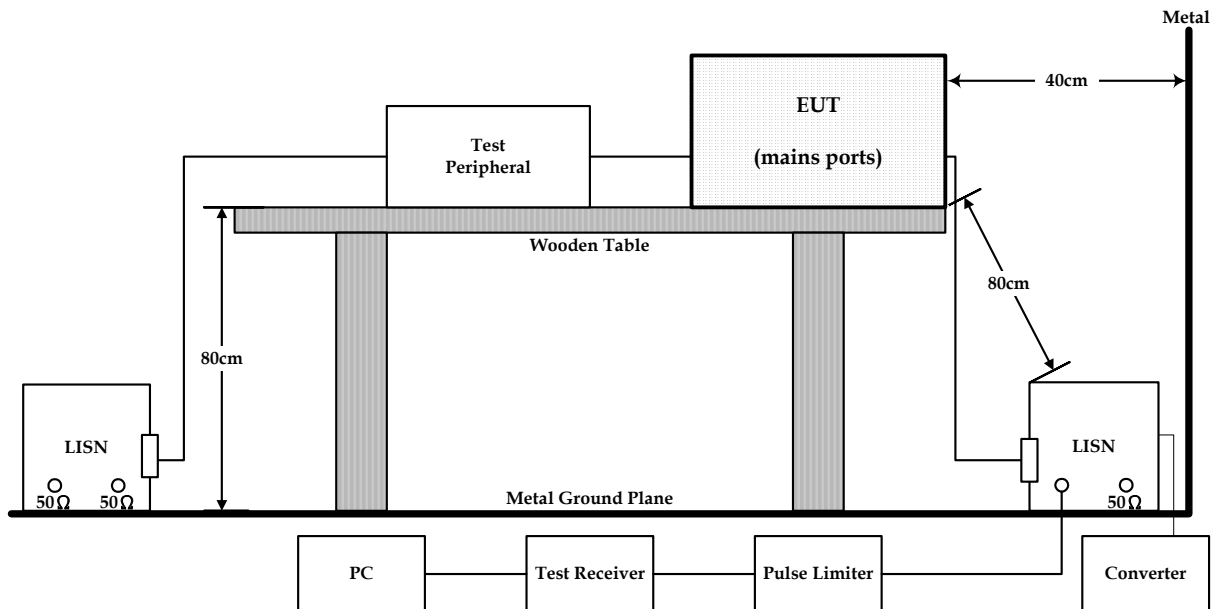 Metal
40cm
EUT
(mains ports)
Test
Peripheral
Wooden Table
80cm
80cm
LISN
50Ω 50Ω
LISN
50Ω
Metal Ground Plane
PC
Test Receiver
Pulse Limiter
Converter